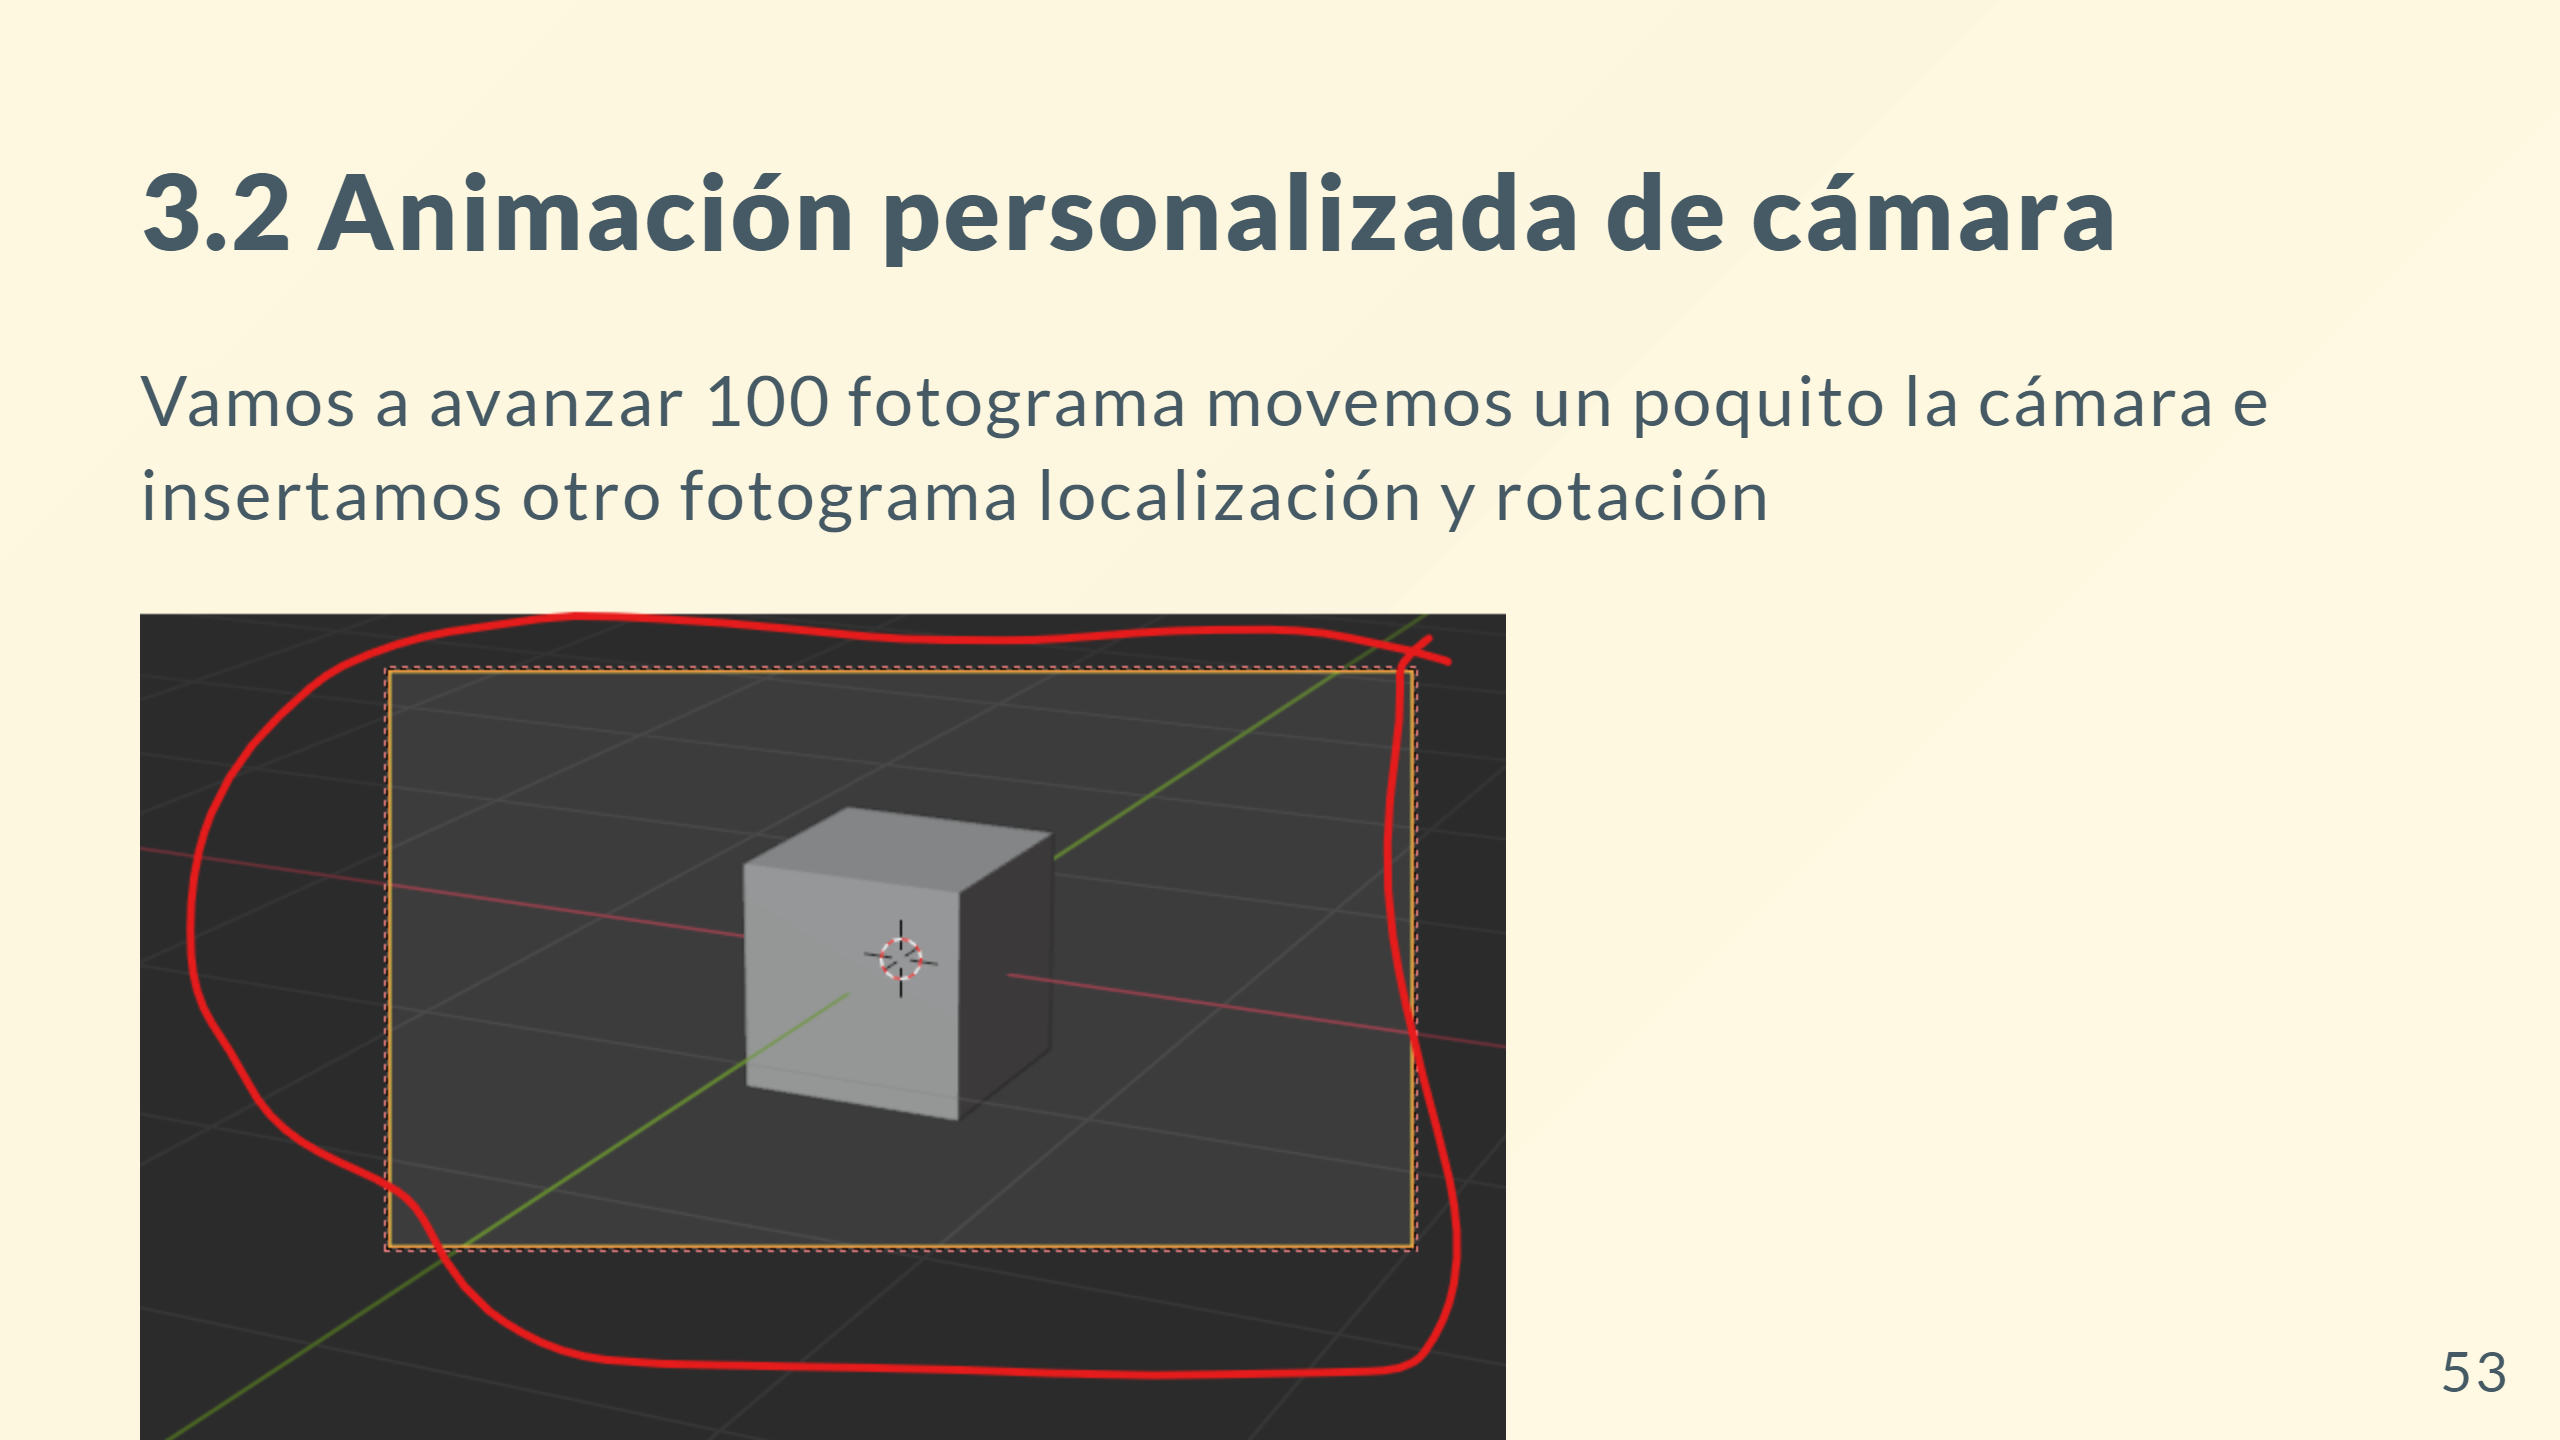 3.2 Animación personalizada de cámara
Vamos a avanzar 100 fotograma movemos un poquito la cámara e
insertamos otro fotograma localización y rotación
53